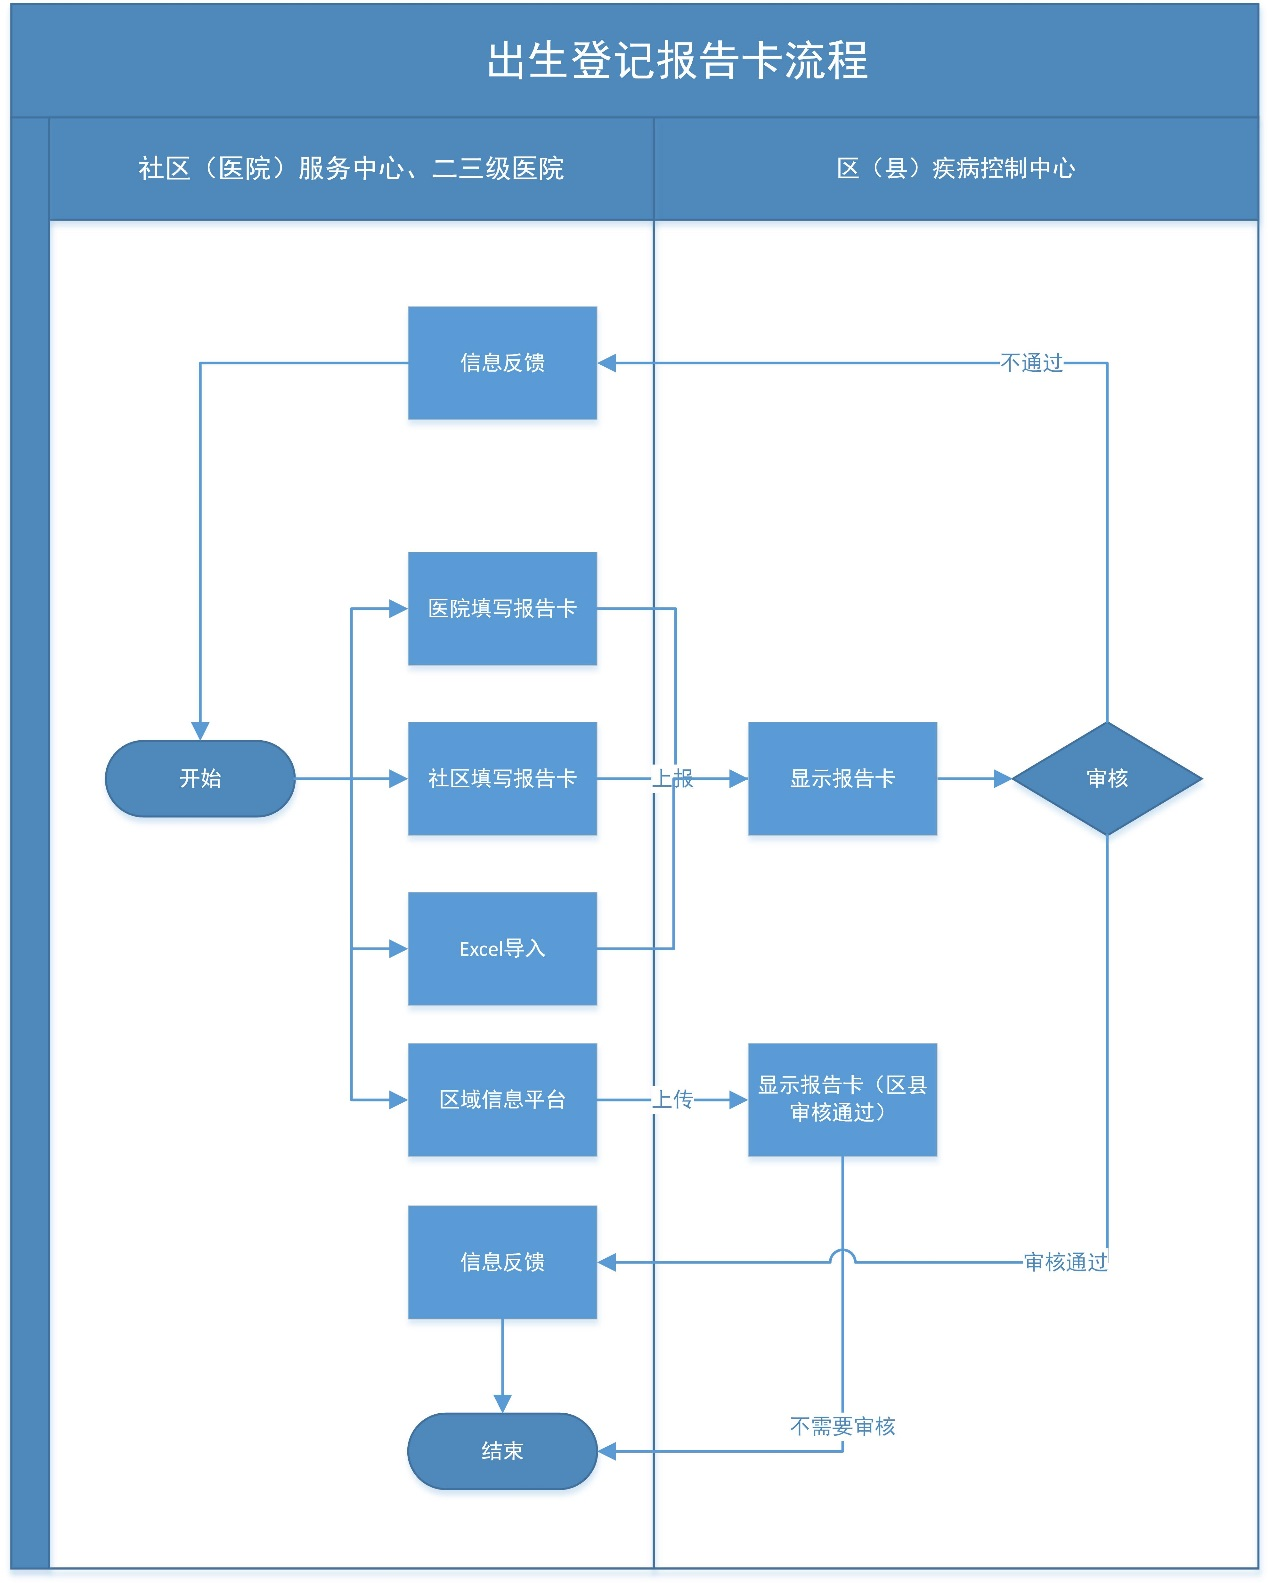 出生登记报告卡流程
社区（医院）服务中心、二三级医院
区（县）疾病控制中心
信息反馈
不通过
医院填写报告卡
开始
社区填写报告卡
上报
显示报告卡
审核
Excel导入
区域信息平台
上传
显示报告卡（区县
审核通过）
信息反馈
审核通过
不需要审核
结束